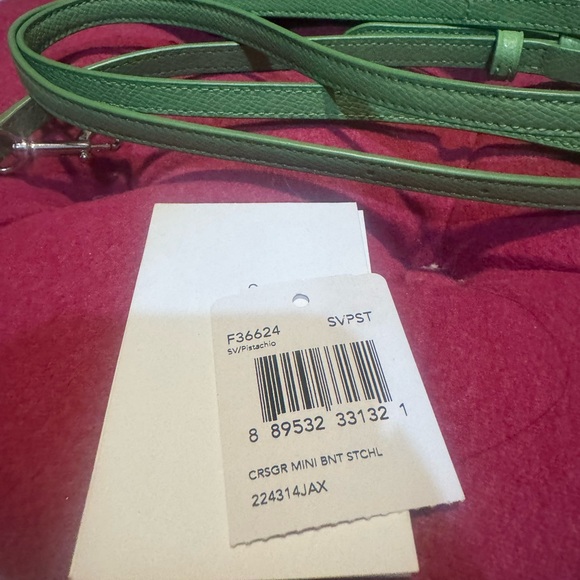 F36624 SVPST
SV/Pistachio
8 89532 33132 1
CRSGR MINI BNT STCHL
224314JAX